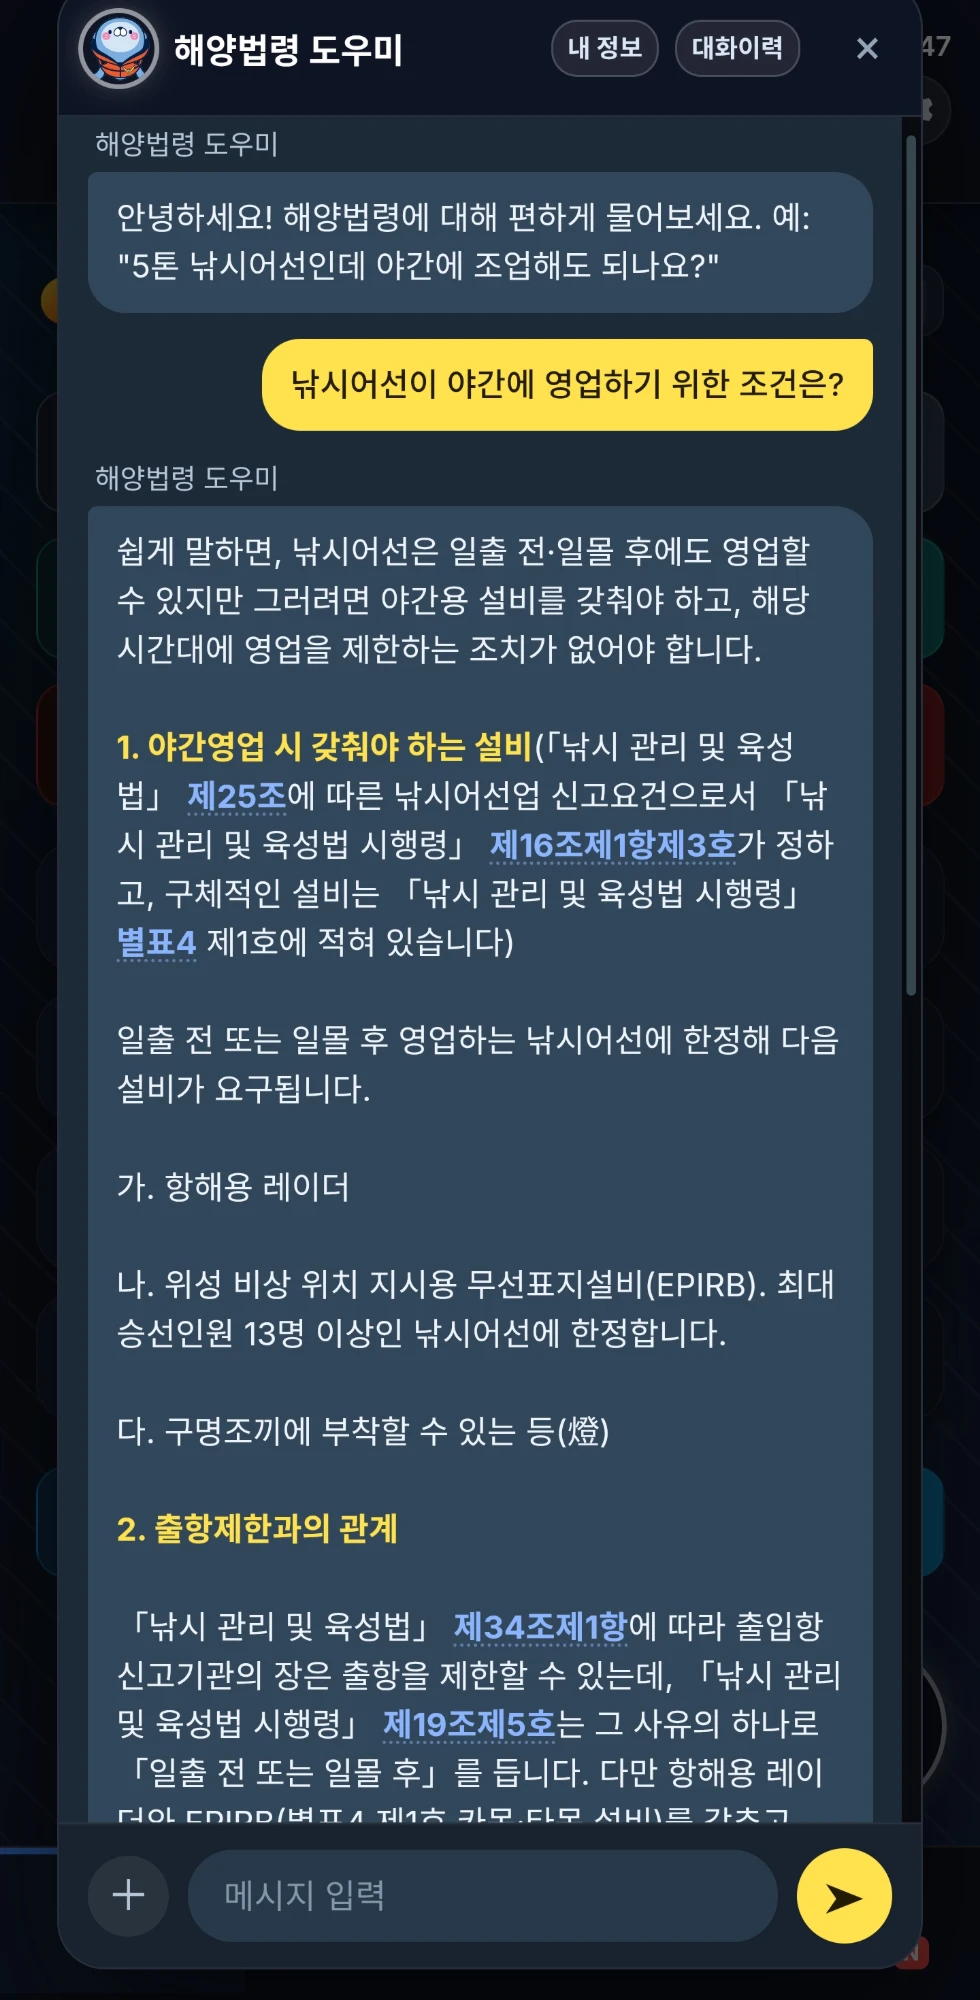 해양법령 도우미
내 정보
대화이력
47
해양법령 도우미
안녕하세요! 해양법령에 대해 편하게 물어보세요. 예:
"5톤 낚시어선인데 야간에 조업해도 되나요?"
낚시어선이 야간에 영업하기 위한 조건은?
해양법령 도우미
쉽게 말하면, 낚시어선은 일출 전·일몰 후에도 영업할
수 있지만 그러려면 야간용 설비를 갖춰야 하고, 해당
시간대에 영업을 제한하는 조치가 없어야 합니다.
1. 야간영업 시 갖춰야 하는 설비(「낚시 관리 및 육성
법」 제25조에 따른 낚시어선업 신고요건으로서 「낚
시 관리 및 육성법 시행령」 제16조제1항제3호가 정하
고, 구체적인 설비는 「낚시 관리 및 육성법 시행령」
별표4 제1호에 적혀 있습니다)
일출 전 또는 일몰 후 영업하는 낚시어선에 한정해 다음
설비가 요구됩니다.
가. 항해용 레이더
나. 위성 비상 위치 지시용 무선표지설비(EPIRB). 최대
승선인원 13명 이상인 낚시어선에 한정합니다.
다. 구명조끼에 부착할 수 있는 등(燈)
2. 출항제한과의 관계
「낚시 관리 및 육성법」 제34조제1항에 따라 출입항
신고기관의 장은 출항을 제한할 수 있는데, 「낚시 관리
및 육성법 시행령」 제19조제5호는 그 사유의 하나로
「일출 전 또는 일몰 후」를 듭니다. 다만 항해용 레이
더와 EPIRB(별표4 제1호 카목·타목 설비)를 갖추고
메시지 입력
N